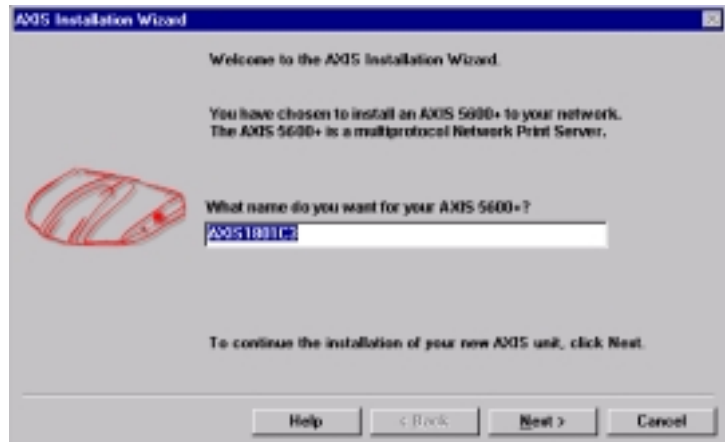 AXIS Installation Wizard
Welcome to the AXIS Installation Wizard.
You have chosen to install an AXIS 5600+ to your network.
The AXIS 5600+ is a multiprotocol Network Print Server.
What name do you want for your AXIS 5600+?
AXIS1801C3
To continue the installation of your new AXIS unit, click Next.
Help
< Back
Next >
Cancel